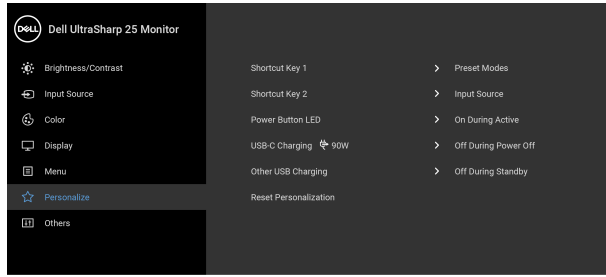 DELL Dell UltraSharp 25 Monitor
Brightness/Contrast
Input Source
Color
Display
Menu
Personalize
Others
Shortcut Key 1 > Preset Modes
Shortcut Key 2 > Input Source
Power Button LED > On During Active
USB-C Charging 90W > Off During Power Off
Other USB Charging > Off During Standby
Reset Personalization